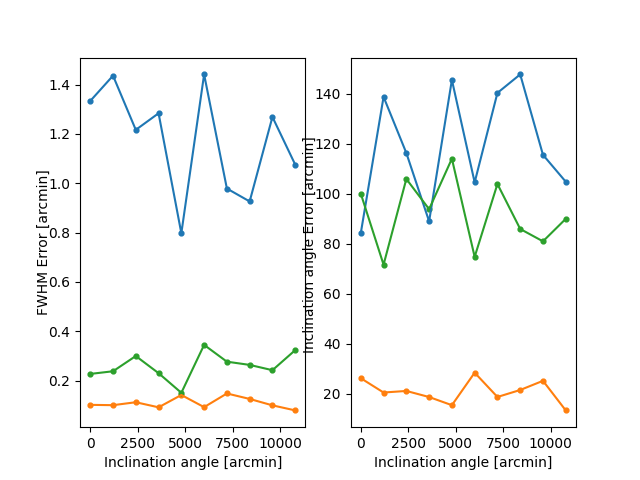 FWHM Error [arcmin]
1.4
1.2
1.0
0.8
0.6
0.4
0.2
0 2500 5000 7500 10000
Inclination angle [arcmin]
Inclination angle Error [arcmin]
140
120
100
80
60
40
20
0 2500 5000 7500 10000
Inclination angle [arcmin]